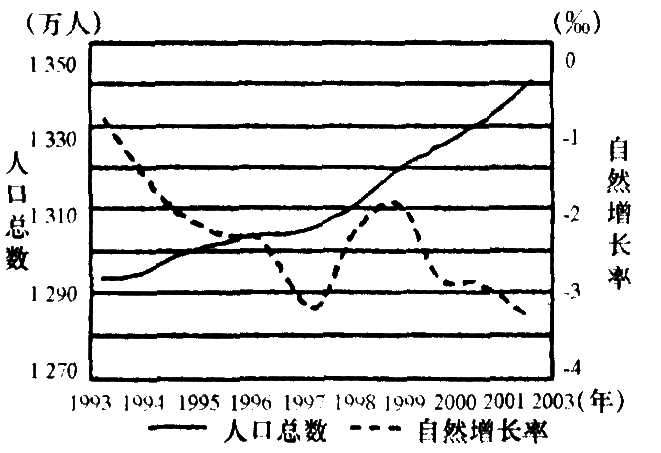 (万人) (‰)
1 350 0
1 330 -1
1 310 -2
1 290 -3
1 270 -4
人口总数
自然增长率
1993 1994 1995 1996 1997 1998 1999 2000 2001 2003(年)
人口总数 自然增长率